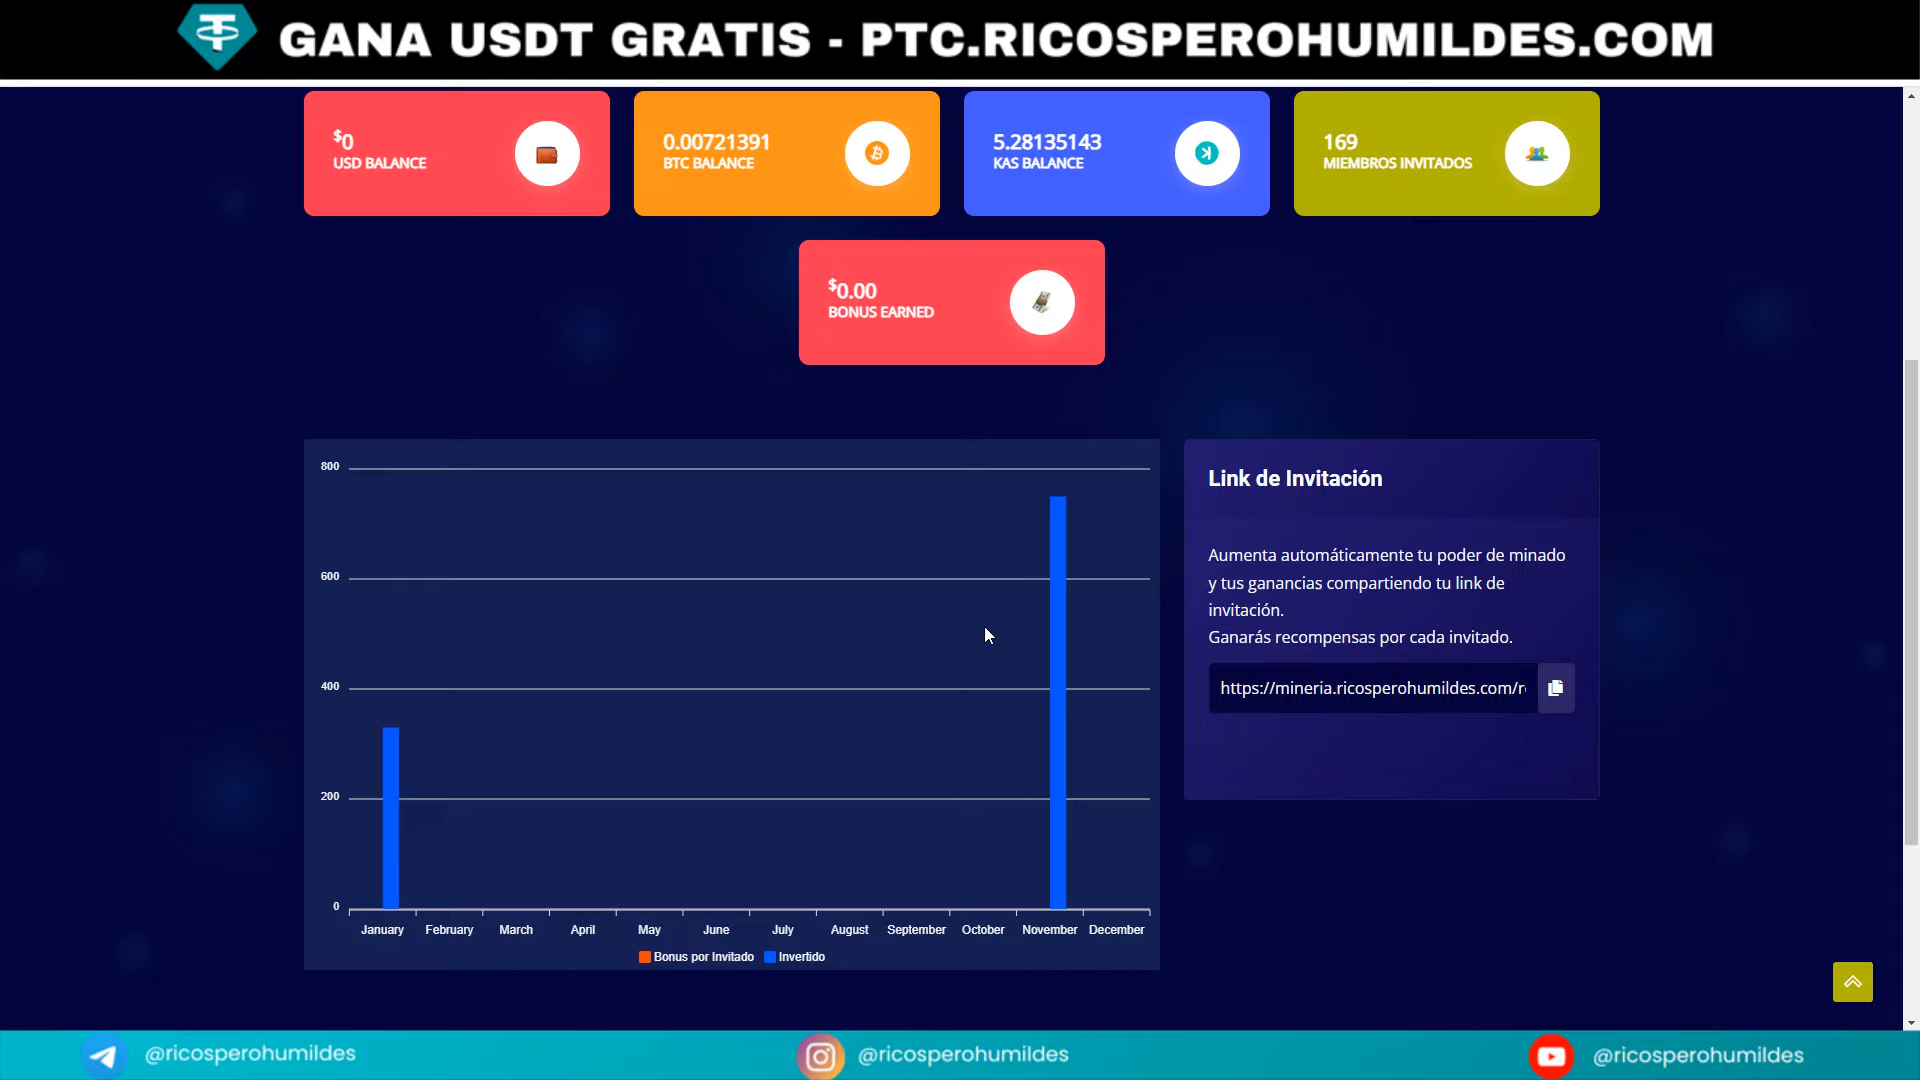 GANA USDT GRATIS - PTC.RICOSPEROHUMILDES.COM
$0
USD BALANCE
0.00721391
BTC BALANCE
5.28135143
KAS BALANCE
169
MIEMBROS INVITADOS
$0.00
BONUS EARNED
800
600
400
200
0
January February March April May June July August September October November December
Bonus por Invitado Invertido
Link de Invitación
Aumenta automáticamente tu poder de minado
y tus ganancias compartiendo tu link de
invitación.
Ganarás recompensas por cada invitado.
https://mineria.ricosperohumildes.com/r
@ricosperohumildes @ricosperohumildes @ricosperohumildes